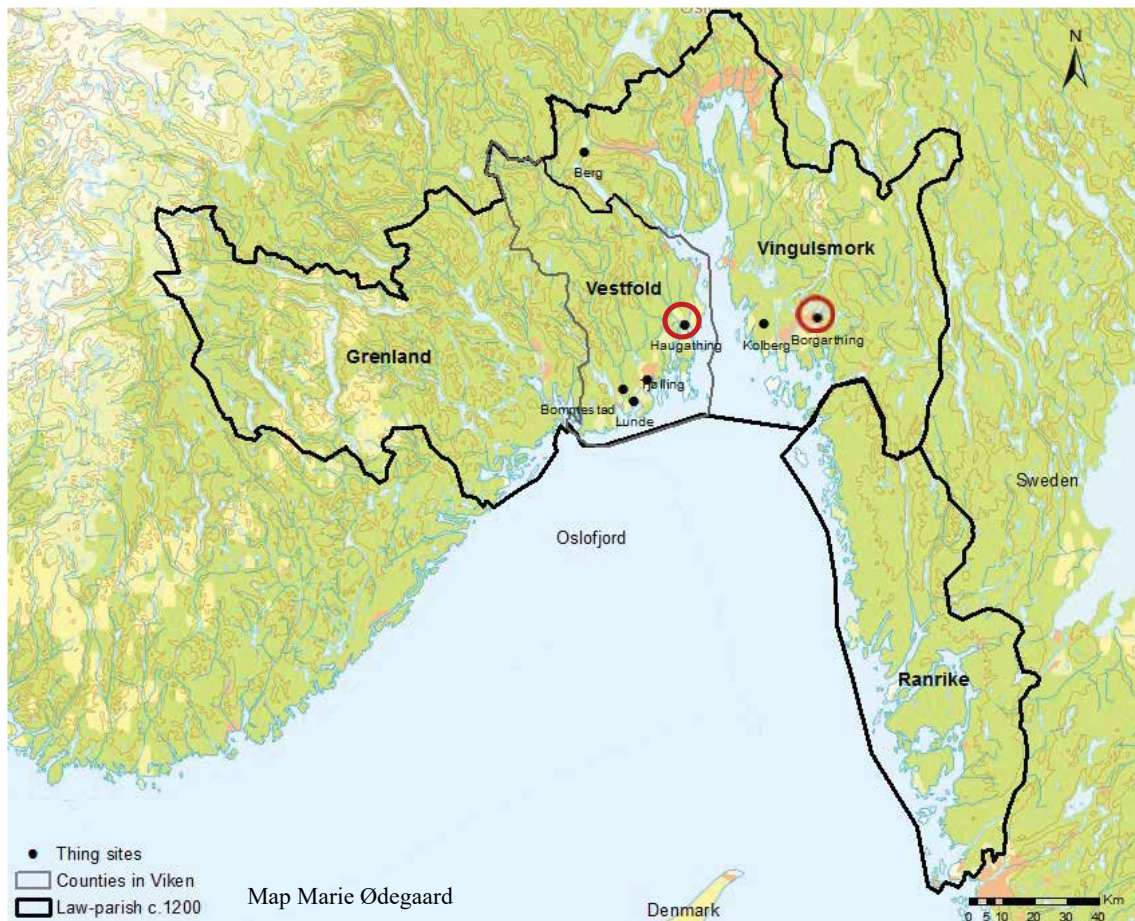 N
Berg
Vingulsmork
Vestfold
Haugathing
Kolberg
Borgarthing
Grenland
Tjølling
Bommestad
Lunde
Sweden
Oslofjord
Ranrike
Thing sites
Counties in Viken
Law-parish c.1200
Map Marie Ødegaard
Denmark
Km
0 5 10 20 30 40